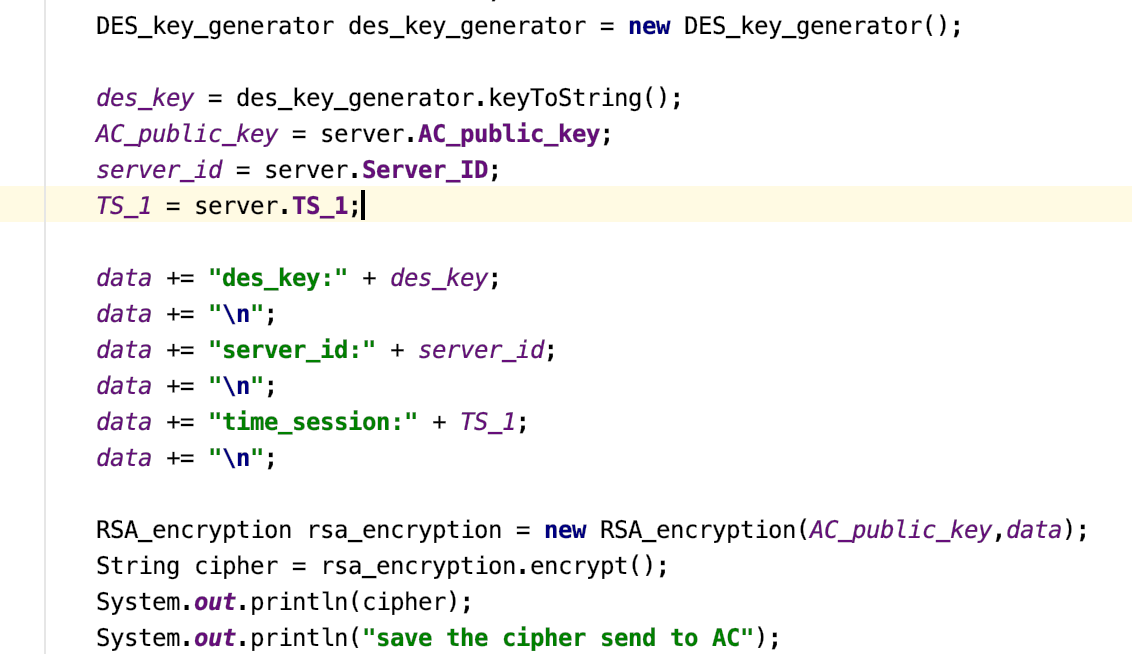 DES_key_generator des_key_generator = new DES_key_generator();
des_key = des_key_generator.keyToString();
AC_public_key = server.AC_public_key;
server_id = server.Server_ID;
TS_1 = server.TS_1;
data += "des_key:" + des_key;
data += "\n";
data += "server_id:" + server_id;
data += "\n";
data += "time_session:" + TS_1;
data += "\n";
RSA_encryption rsa_encryption = new RSA_encryption(AC_public_key,data);
String cipher = rsa_encryption.encrypt();
System.out.println(cipher);
System.out.println("save the cipher send to AC");